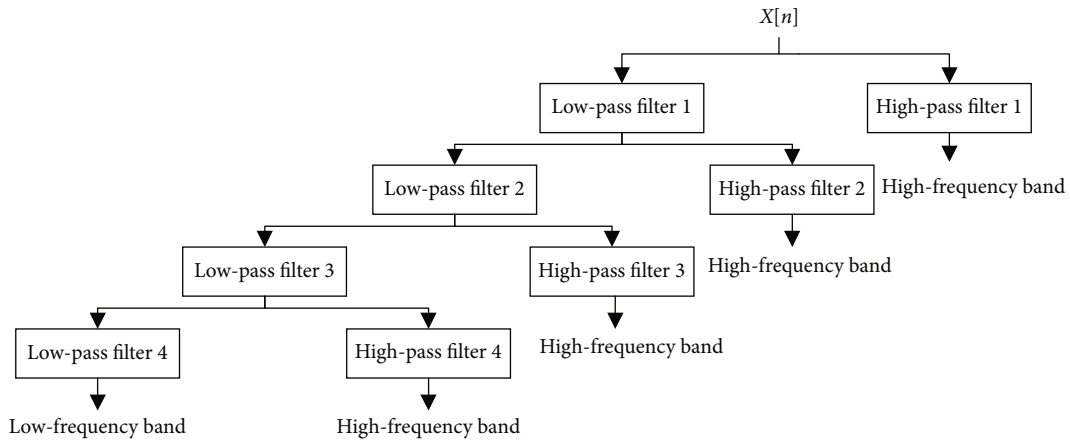 X[n]
Low-pass filter 1
High-pass filter 1
Low-pass filter 2
High-pass filter 2
High-frequency band
Low-pass filter 3
High-pass filter 3
High-frequency band
Low-pass filter 4
High-pass filter 4
High-frequency band
Low-frequency band
High-frequency band